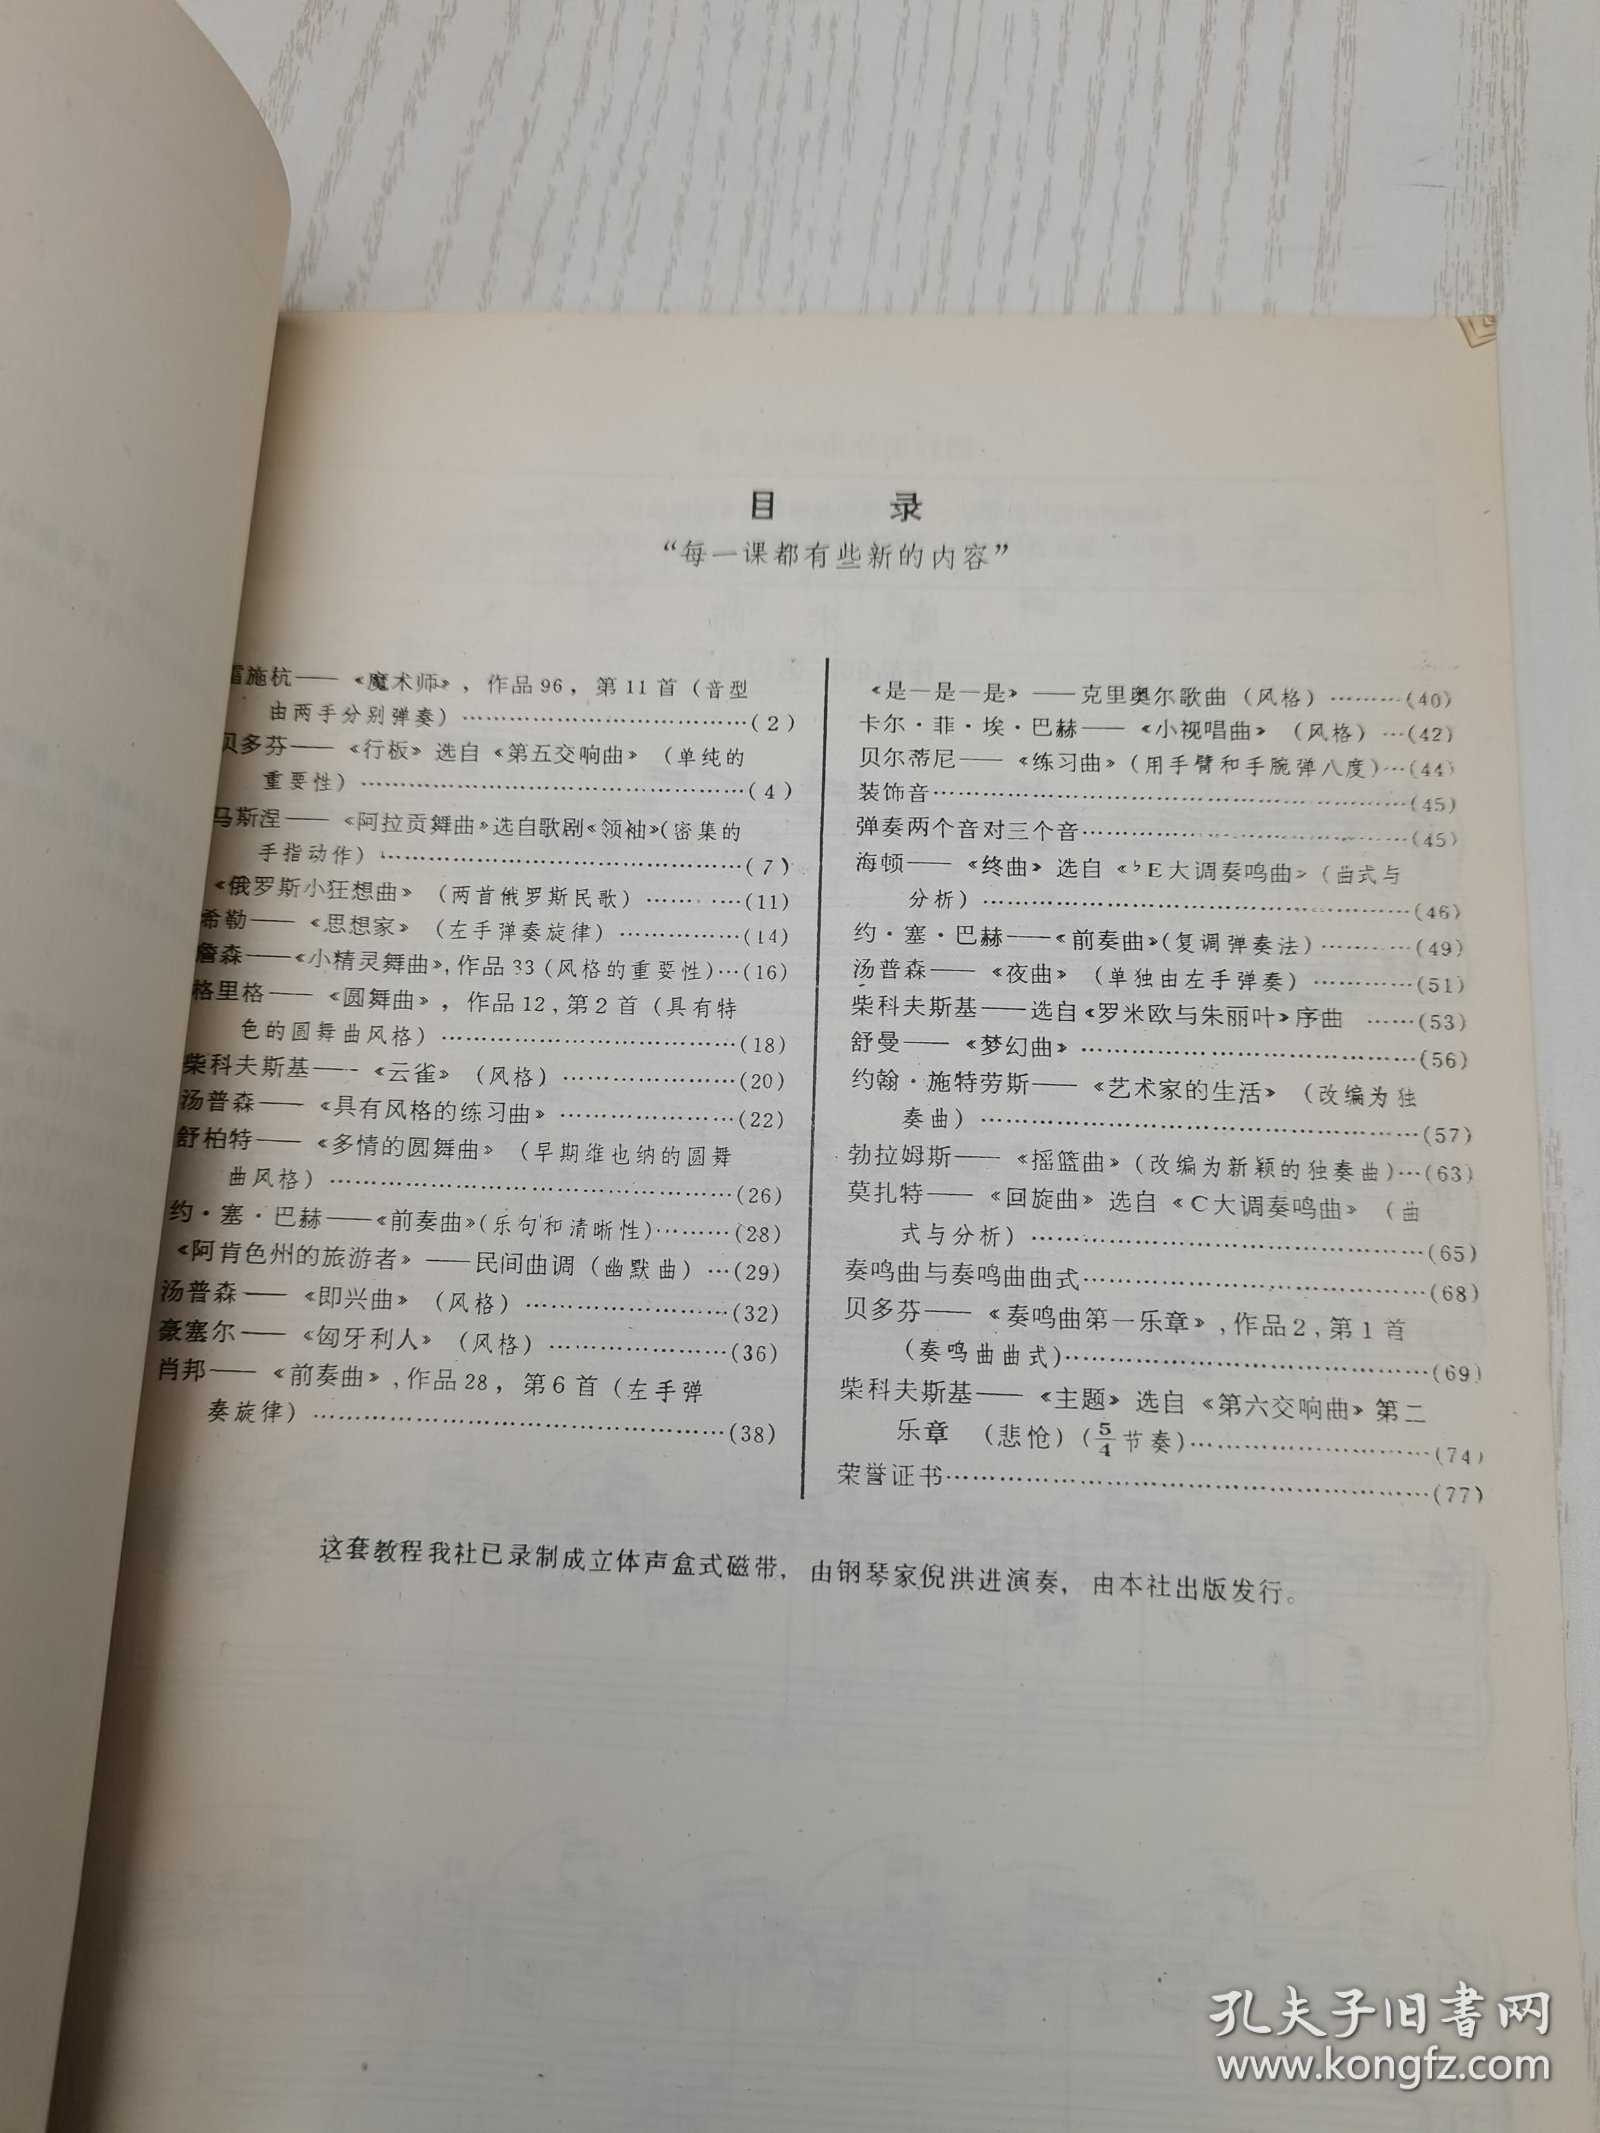 目 录
“每一课都有些新的内容”
雷施杭——《魔术师》，作品96，第11首（音型
由两手分别弹奏）……………………………(2)
贝多芬——《行板》选自《第五交响曲》（单纯的
重要性）………………………………………(4)
马斯涅——《阿拉贡舞曲》选自歌剧《领袖》(密集的
手指动作）……………………………………(7)
《俄罗斯小狂想曲》（两首俄罗斯民歌）…………(11)
希勒——《思想家》（左手弹奏旋律）……………(14)
詹森——《小精灵舞曲》,作品33(风格的重要性)…(16)
格里格——《圆舞曲》，作品12,第2首（具有特
色的圆舞曲风格）……………………………(18)
柴科夫斯基——《云雀》（风格）…………………(20)
汤普森——《具有风格的练习曲》…………………(22)
舒柏特——《多情的圆舞曲》（早期维也纳的圆舞
曲风格）………………………………………(26)
约·塞·巴赫——《前奏曲》(乐句和清晰性)………(28)
《阿肯色州的旅游者》——民间曲调（幽默曲）…(29)
汤普森——《即兴曲》（风格）……………………(32)
豪塞尔——《匈牙利人》（风格）…………………(36)
肖邦——《前奏曲》,作品28，第6首（左手弹
奏旋律）………………………………………(38)
《是—是—是》——克里奥尔歌曲（风格）………(40)
卡尔·菲·埃·巴赫——《小视唱曲》（风格）…(42)
贝尔蒂尼——《练习曲》(用手臂和手腕弹八度)…(44)
装饰音………………………………………………(45)
弹奏两个音对三个音………………………………(45)
海顿——《终曲》选自《♭E大调奏鸣曲》（曲式与
分析）…………………………………………(46)
约·塞·巴赫——《前奏曲》(复调弹奏法)…………(49)
汤普森——《夜曲》（单独由左手弹奏）…………(51)
柴科夫斯基——选自《罗米欧与朱丽叶》序曲……(53)
舒曼——《梦幻曲》…………………………………(56)
约翰·施特劳斯——《艺术家的生活》（改编为独
奏曲）…………………………………………(57)
勃拉姆斯——《摇篮曲》(改编为新颖的独奏曲)…(63)
莫扎特——《回旋曲》选自《C大调奏鸣曲》（曲
式与分析）……………………………………(65)
奏鸣曲与奏鸣曲曲式………………………………(68)
贝多芬——《奏鸣曲第一乐章》,作品2,第1首
(奏鸣曲曲式)…………………………………(69)
柴科夫斯基——《主题》选自《第六交响曲》第二
乐章（悲怆）(5/4节奏)………………………(74)
荣誉证书……………………………………………(77)
这套教程我社已录制成立体声盒式磁带，由钢琴家倪洪进演奏，由本社出版发行。
孔夫子旧书网
www.kongfz.com